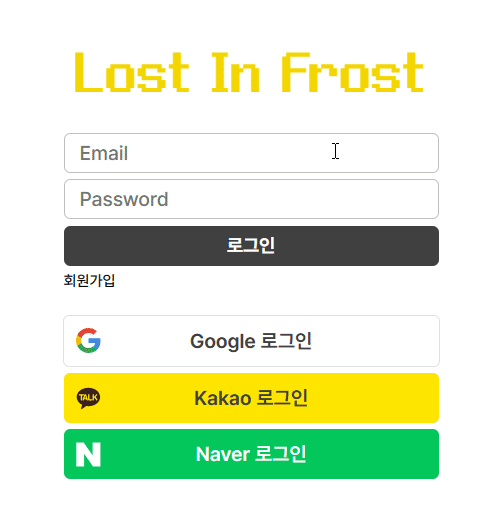 Lost In Frost
Email
Password
로그인
회원가입
Google 로그인
TALK
Kakao 로그인
N
Naver 로그인